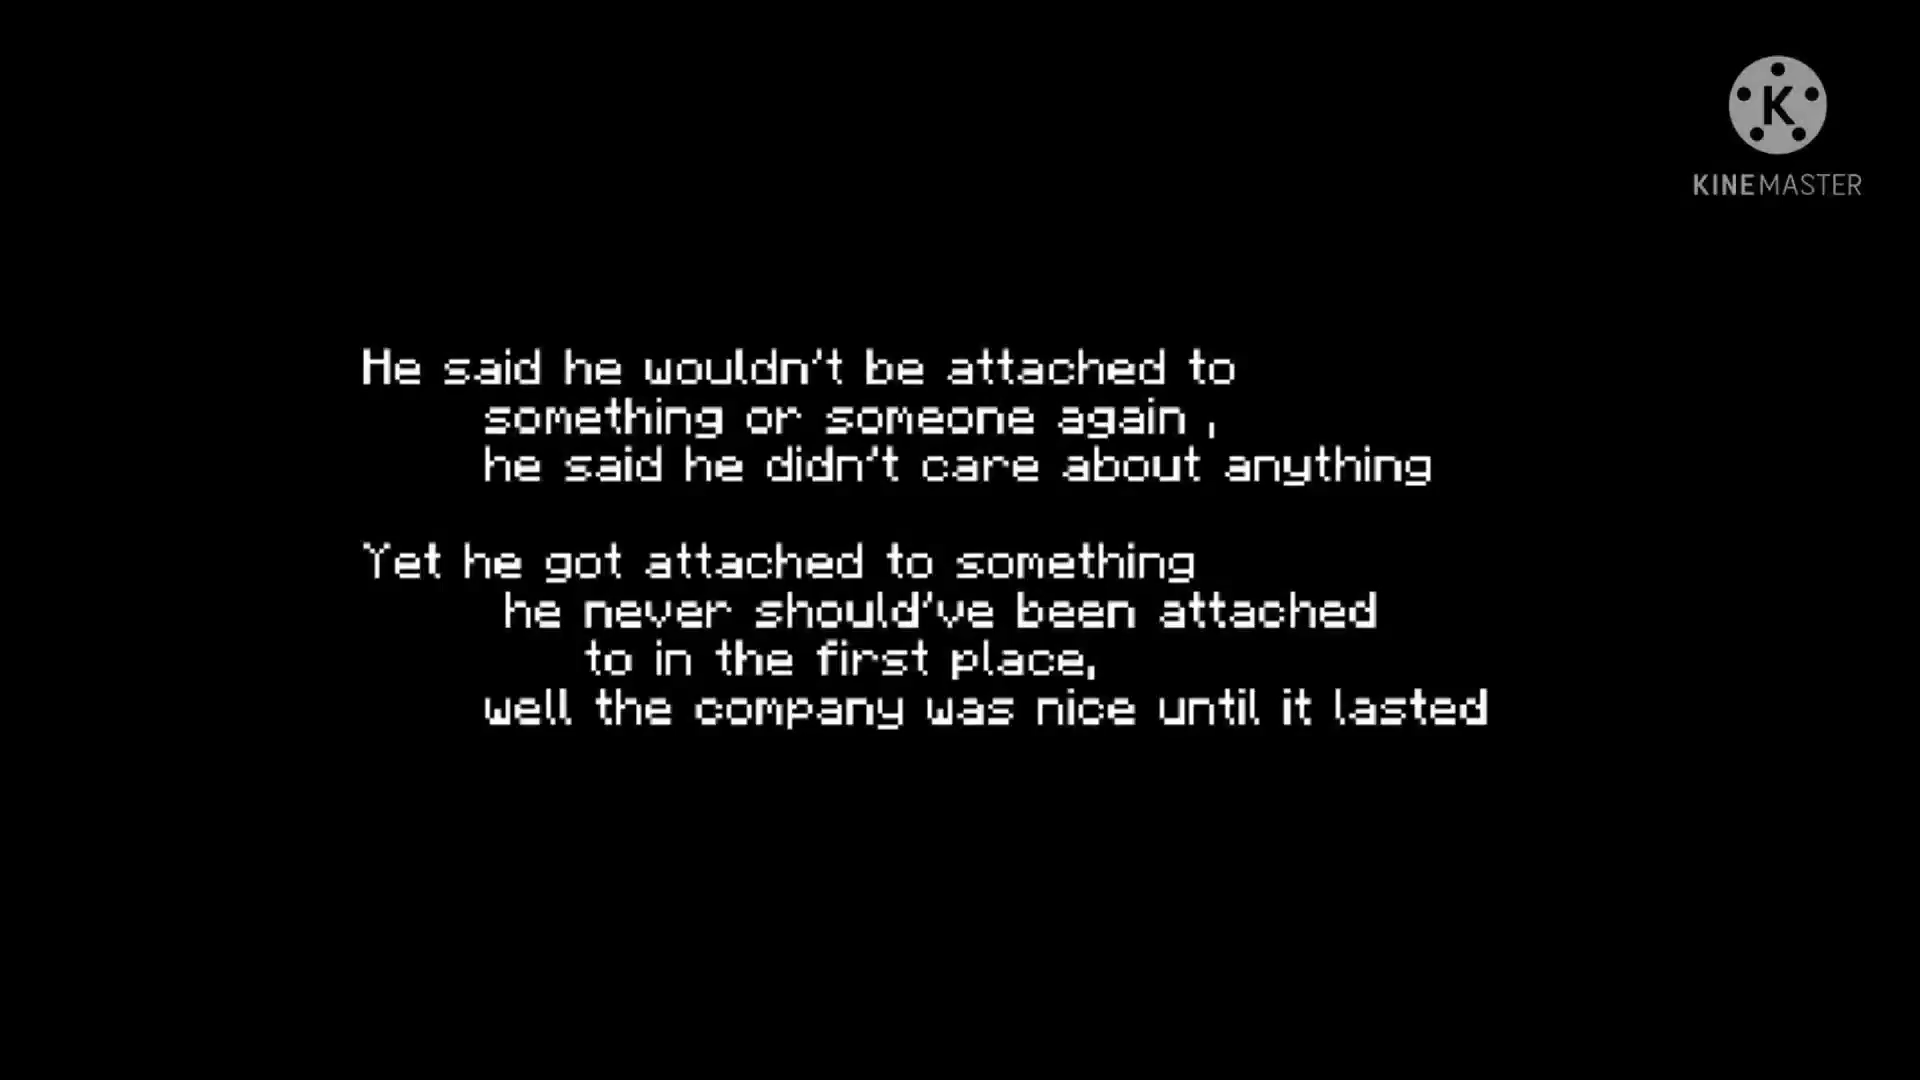 K
KINEMASTER
He said he wouldn't be attached to
something or someone again ,
he said he didn't care about anything
Yet he got attached to something
he never should've been attached
to in the first place,
well the company was nice until it lasted